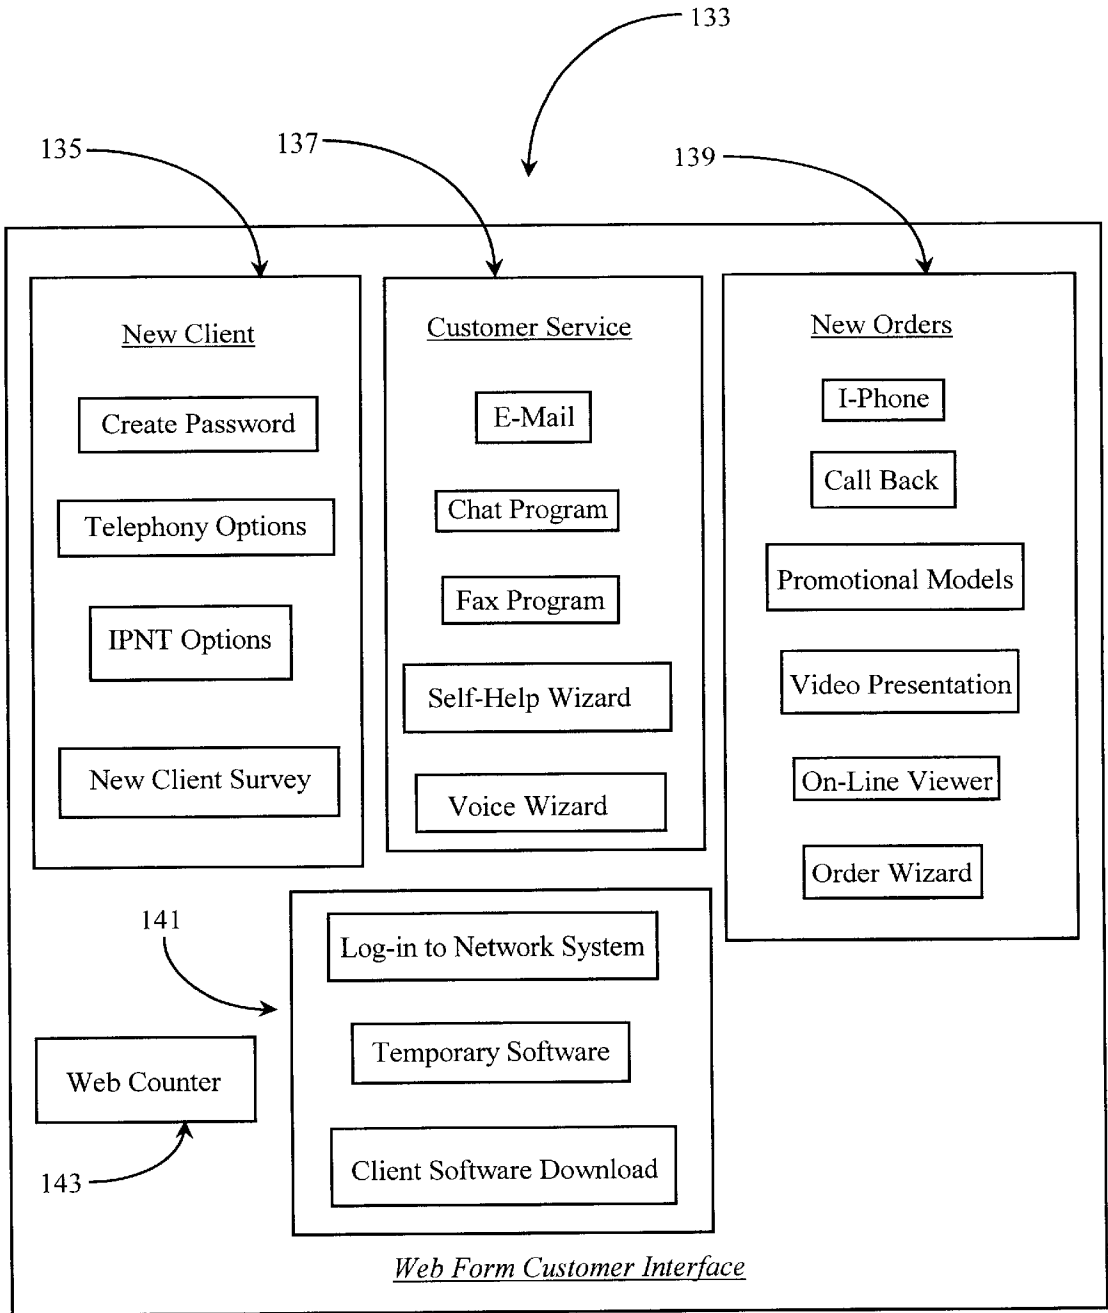 133
135
137
139
New Client
Create Password
Telephony Options
IPNT Options
New Client Survey
Customer Service
E-Mail
Chat Program
Fax Program
Self-Help Wizard
Voice Wizard
New Orders
I-Phone
Call Back
Promotional Models
Video Presentation
On-Line Viewer
Order Wizard
141
Log-in to Network System
Temporary Software
Client Software Download
Web Counter
143
Web Form Customer Interface